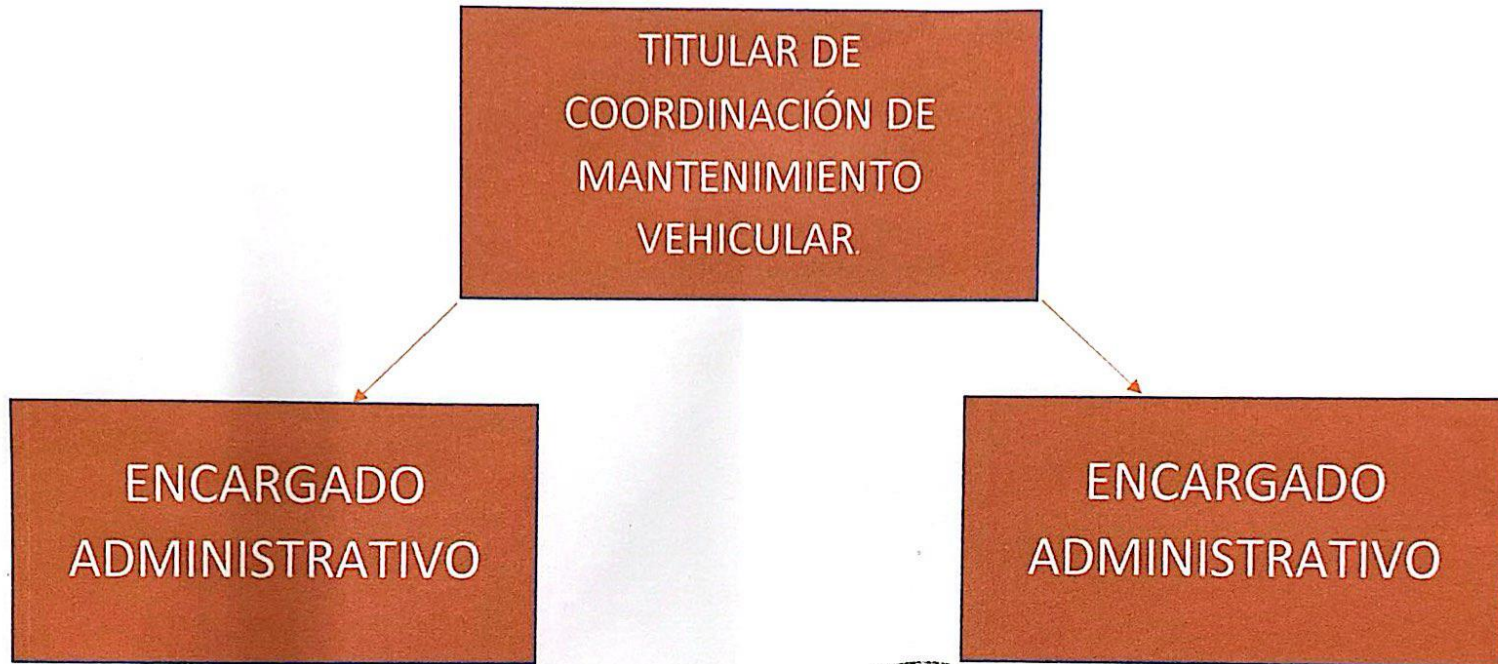 TITULAR DE
COORDINACIÓN DE
MANTENIMIENTO
VEHICULAR.
ENCARGADO
ADMINISTRATIVO
ENCARGADO
ADMINISTRATIVO